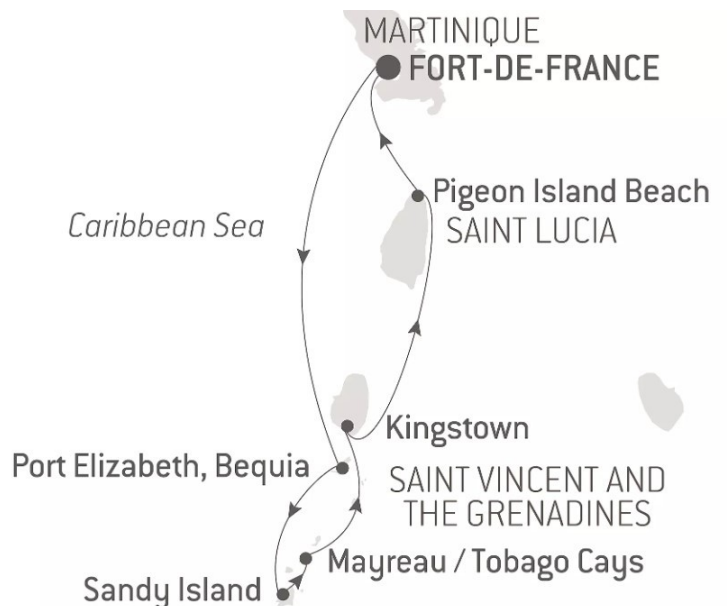 MARTINIQUE
FORT-DE-FRANCE
Pigeon Island Beach
SAINT LUCIA
Caribbean Sea
Kingstown
Port Elizabeth, Bequia
SAINT VINCENT AND
THE GRENADINES
Mayreau / Tobago Cays
Sandy Island